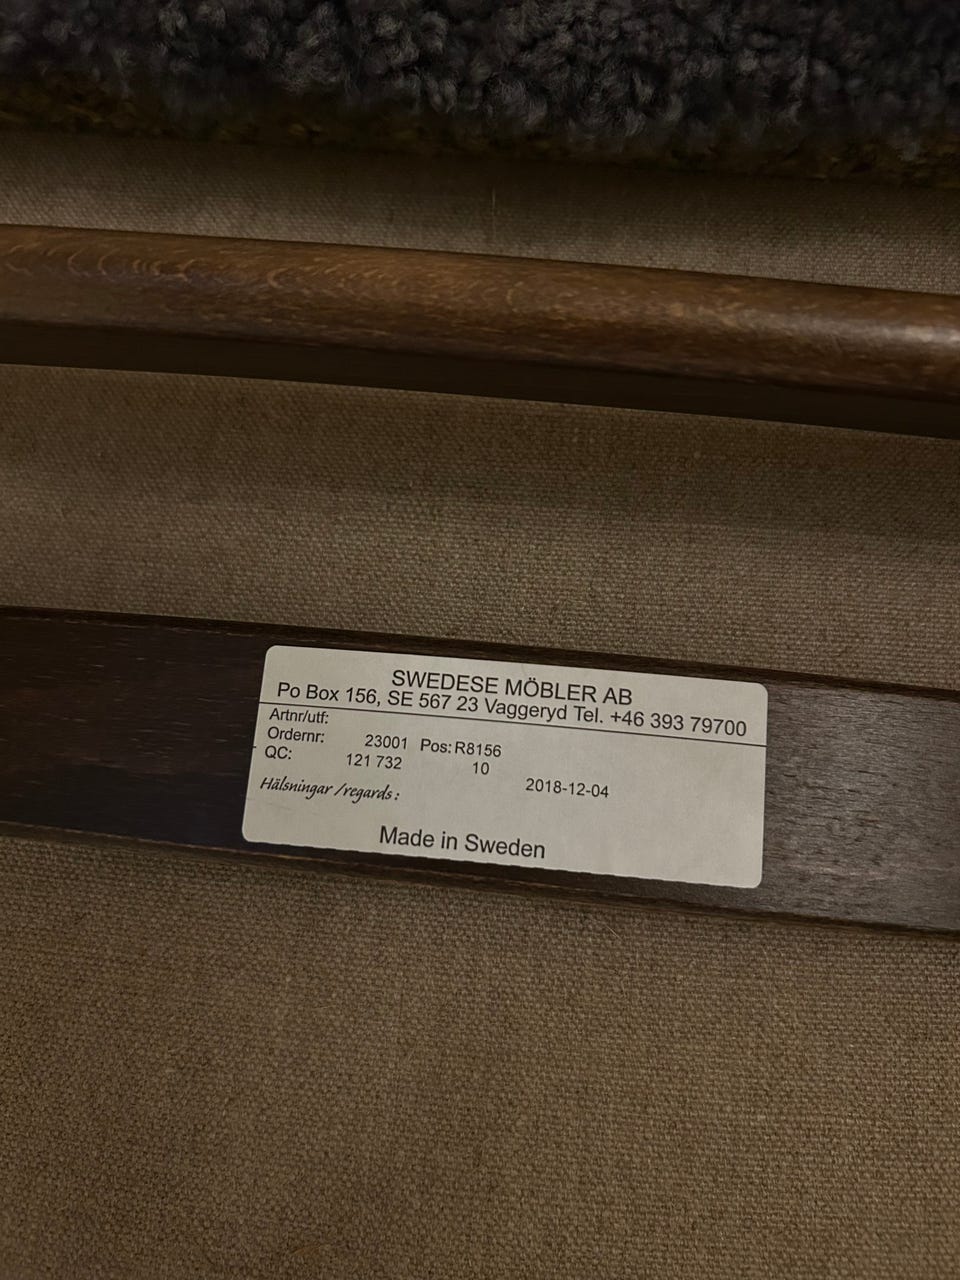 SWEDESE MÖBLER AB
Po Box 156, SE 567 23 Vaggeryd Tel. +46 393 79700
Artnr/utf: 23001 Pos: R8156
Ordernr: 121 732 10
QC: 2018-12-04
Hälsningar /regards :
Made in Sweden